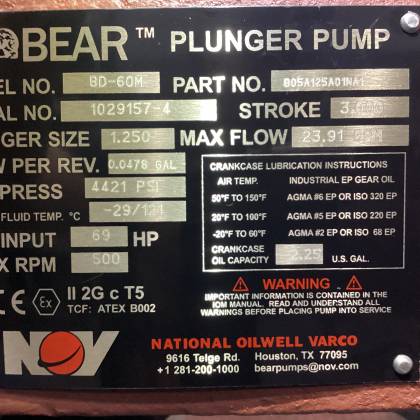 BEAR™ PLUNGER PUMP
EL NO. BD-60M PART NO. B05A125A01NA1
AL NO. 1029157-4 STROKE 3.000
GER SIZE 1.250 MAX FLOW 23.91 GPM
W PER REV. 0.0478 GAL
PRESS 4421 PSI
FLUID TEMP. °C -29/121
INPUT 69 HP
X RPM 500
CRANKCASE LUBRICATION INSTRUCTIONS
AIR TEMP. INDUSTRIAL EP GEAR OIL
50°F TO 150°F AGMA #6 EP OR ISO 320 EP
20°F TO 100°F AGMA #5 EP OR ISO 220 EP
-20°F TO 60°F AGMA #2 EP OR ISO 68 EP
CRANKCASE
OIL CAPACITY 2.25 U.S. GAL.
WARNING
IMPORTANT INFORMATION IS CONTAINED IN THE
IOM MANUAL. READ AND UNDERSTAND ALL
WARNINGS BEFORE PLACING PUMP INTO SERVICE
CE Ex II 2G c T5
TCF: ATEX B002
NOV
NATIONAL OILWELL VARCO
9616 Telge Rd. Houston, TX 77095
+1 281-200-1000 bearpumps@nov.com